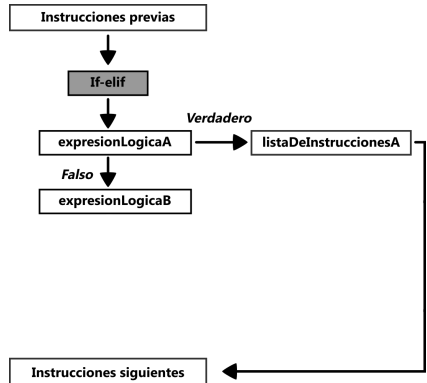 Instrucciones previas
If-elif
Verdadero
expresionLogicaA
listaDeInstruccionesA
Falso
expresionLogicaB
Instrucciones siguientes